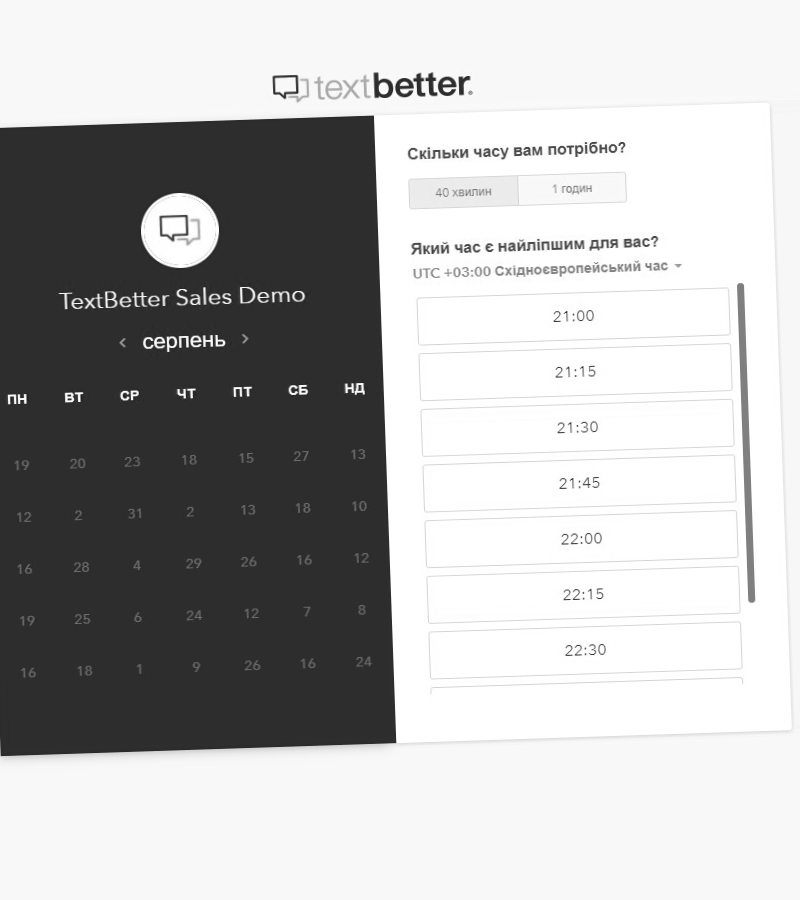 textbetter.
TextBetter Sales Demo
серпень
ПН ВТ СР ЧТ ПТ СБ НД
19 20 23 18 15 27 13
12 2 31 2 13 18 10
16 28 4 29 26 16 12
19 25 6 24 12 7 8
16 18 1 9 26 16 24
Скільки часу вам потрібно?
40 хвилин 1 годин
Який час є найліпшим для вас?
UTC +03:00 Східноєвропейський час
21:00
21:15
21:30
21:45
22:00
22:15
22:30